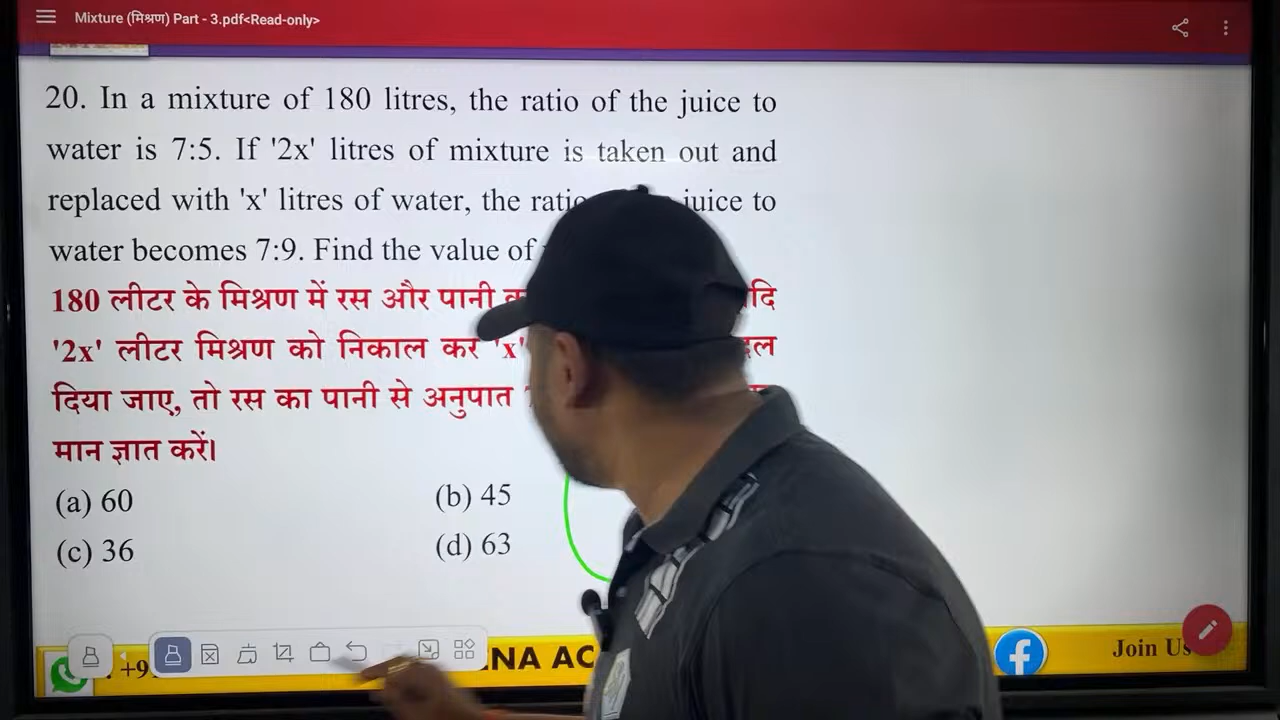 Mixture (मिश्रण) Part - 3.pdf<Read-only>
20. In a mixture of 180 litres, the ratio of the juice to
water is 7:5. If '2x' litres of mixture is taken out and
replaced with 'x' litres of water, the juice to
water becomes 7:9. Find the value of
180 लीटर के मिश्रण में रस और पानी
'2x' लीटर मिश्रण को निकाल कर 'x'
दिया जाए, तो रस का पानी से अनुपात
मान ज्ञात करें।
(a) 60 (b) 45
(c) 36 (d) 63
Join Us